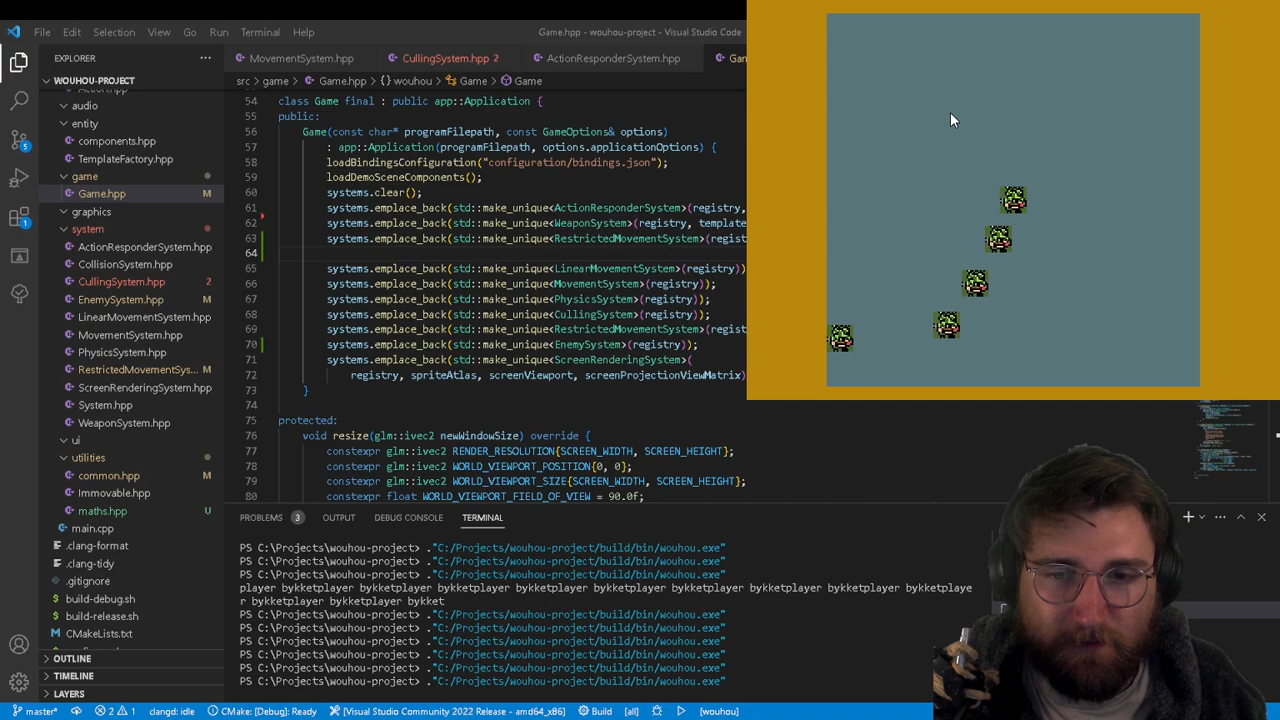 File Edit Selection View Go Run Terminal Help
Game.hpp - wouhou-project - Visual Studio Code
EXPLORER
MovementSystem.hpp
CullingSystem.hpp 2
ActionResponderSystem.hpp
src > game > Game.hpp > {} wouhou > Game > Game
WOUHOU-PROJECT
audio
entity
components.hpp
TemplateFactory.hpp
game
Game.hpp M
graphics
system
ActionResponderSystem.hpp
CollisionSystem.hpp
CullingSystem.hpp 2
EnemySystem.hpp M
LinearMovementSystem.hpp
MovementSystem.hpp
PhysicsSystem.hpp
RestrictedMovementSys... M
ScreenRenderingSystem.hpp
System.hpp
WeaponSystem.hpp
ui
utilities
common.hpp M
Immovable.hpp
maths.hpp U
main.cpp
.clang-format
.clang-tidy
.gitignore
build-debug.sh
build-release.sh
CMakeLists.txt
OUTLINE
TIMELINE
LAYERS
54 class Game final : public app::Application {
55 public:
56 Game(const char* programFilepath, const GameOptions& options)
57 : app::Application(programFilepath, options.applicationOptions) {
58 loadBindingsConfiguration("configuration/bindings.json");
59 loadDemoSceneComponents();
60 systems.clear();
61 systems.emplace_back(std::make_unique<ActionResponderSystem>(registry,
62 systems.emplace_back(std::make_unique<WeaponSystem>(registry, template
63 systems.emplace_back(std::make_unique<RestrictedMovementSystem>(regist
64
65 systems.emplace_back(std::make_unique<LinearMovementSystem>(registry))
66 systems.emplace_back(std::make_unique<MovementSystem>(registry));
67 systems.emplace_back(std::make_unique<PhysicsSystem>(registry));
68 systems.emplace_back(std::make_unique<CullingSystem>(registry));
69 systems.emplace_back(std::make_unique<RestrictedMovementSystem>(regist
70 systems.emplace_back(std::make_unique<EnemySystem>(registry));
71 systems.emplace_back(std::make_unique<ScreenRenderingSystem>(
72 registry, spriteAtlas, screenViewport, screenProjectionViewMatrix)
73 }
74
75 protected:
76 void resize(glm::ivec2 newWindowSize) override {
77 constexpr glm::ivec2 RENDER_RESOLUTION{SCREEN_WIDTH, SCREEN_HEIGHT};
78 constexpr glm::ivec2 WORLD_VIEWPORT_POSITION{0, 0};
79 constexpr glm::ivec2 WORLD_VIEWPORT_SIZE{SCREEN_WIDTH, SCREEN_HEIGHT};
80 constexpr float WORLD_VIEWPORT_FIELD_OF_VIEW = 90.0f;
PROBLEMS 3 OUTPUT DEBUG CONSOLE TERMINAL
PS C:\Projects\wouhou-project> ."C:/Projects/wouhou-project/build/bin/wouhou.exe"
PS C:\Projects\wouhou-project> ."C:/Projects/wouhou-project/build/bin/wouhou.exe"
PS C:\Projects\wouhou-project> ."C:/Projects/wouhou-project/build/bin/wouhou.exe"
player bykketplayer bykketplayer bykketplayer bykketplayer bykketplayer bykketplayer bykketplaye
r bykketplayer bykketplayer bykket
PS C:\Projects\wouhou-project> ."C:/Projects/wouhou-project/build/bin/wouhou.exe"
PS C:\Projects\wouhou-project> ."C:/Projects/wouhou-project/build/bin/wouhou.exe"
PS C:\Projects\wouhou-project> ."C:/Projects/wouhou-project/build/bin/wouhou.exe"
PS C:\Projects\wouhou-project> ."C:/Projects/wouhou-project/build/bin/wouhou.exe"
PS C:\Projects\wouhou-project> ."C:/Projects/wouhou-project/build/bin/wouhou.exe"
PS C:\Projects\wouhou-project> ."C:/Projects/wouhou-project/build/bin/wouhou.exe"
master* 2 1 clangd: idle CMake: [Debug]: Ready [Visual Studio Community 2022 Release - amd64_x86] Build [all] [wouhou]